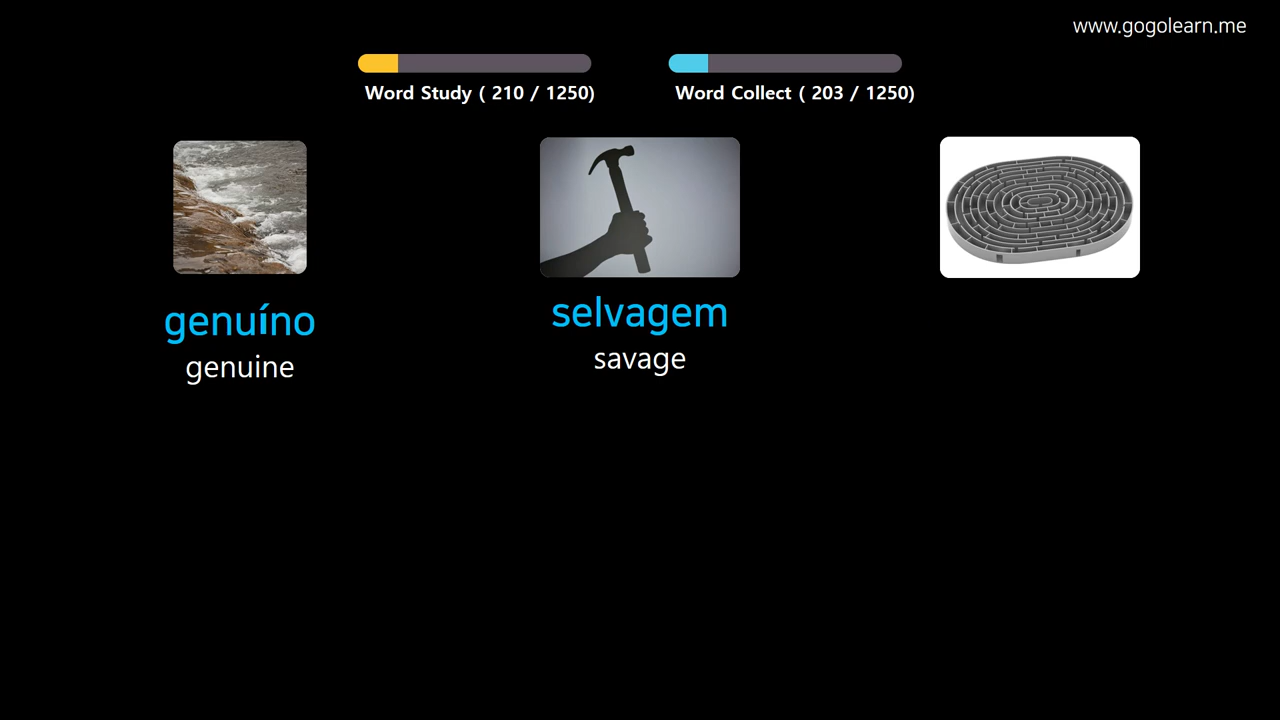 www.gogolearn.me
Word Study ( 210 / 1250)
Word Collect ( 203 / 1250)
genuíno
genuine
selvagem
savage